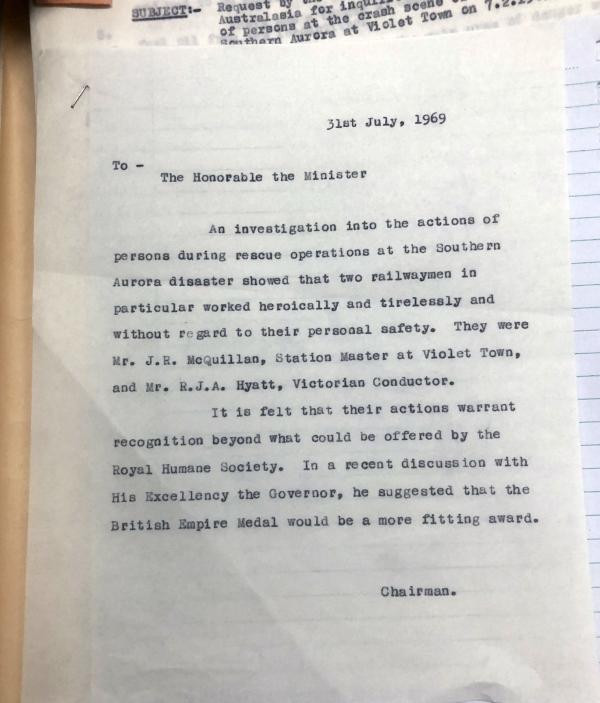 SUBJECT:- Request by
Australasia for
of persons at the crash scene
Southern Aurora at Violet Town on 7.2.
31st July, 1969
To -
The Honorable the Minister
An investigation into the actions of
persons during rescue operations at the Southern
Aurora disaster showed that two railwaymen in
particular worked heroically and tirelessly and
without regard to their personal safety. They were
Mr. J.R. McQuillan, Station Master at Violet Town,
and Mr. R.J.A. Hyatt, Victorian Conductor.
It is felt that their actions warrant
recognition beyond what could be offered by the
Royal Humane Society. In a recent discussion with
His Excellency the Governor, he suggested that the
British Empire Medal would be a more fitting award.
Chairman.